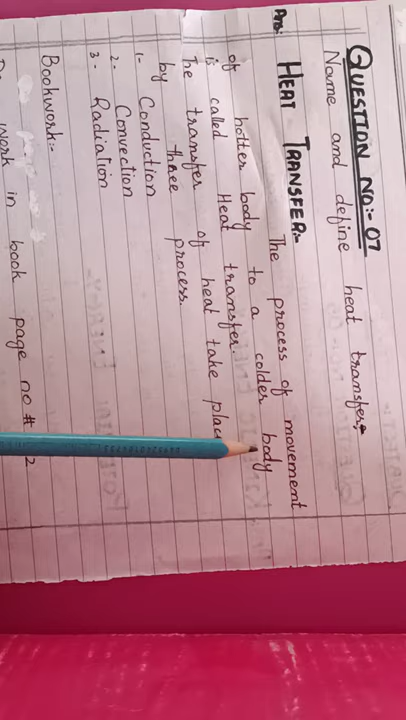 QUESTION NO:- 07
Name and define heat transfer.
Ans: HEAT TRANSFER:-
The process of movement
of hotter body to a colder body
is called Heat transfer.
The transfer of heat take
by three process.
1- Conduction
2- Convection
3- Radiation
Bookwork:-
work in book page no #